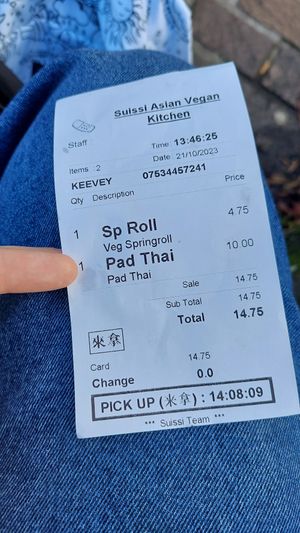 Suissi Asian Vegan
Kitchen
Staff
Time 13:46:25
Items 2
Date 21/10/2023
KEEVEY 07534457241
Qty Description Price
1 Sp Roll 4.75
Veg Springroll
1 Pad Thai 10.00
Pad Thai
Sale 14.75
Sub Total 14.75
Total 14.75
來拿
Card 14.75
Change 0.0
PICK UP (來拿) : 14:08:09
*** Suissi Team ***